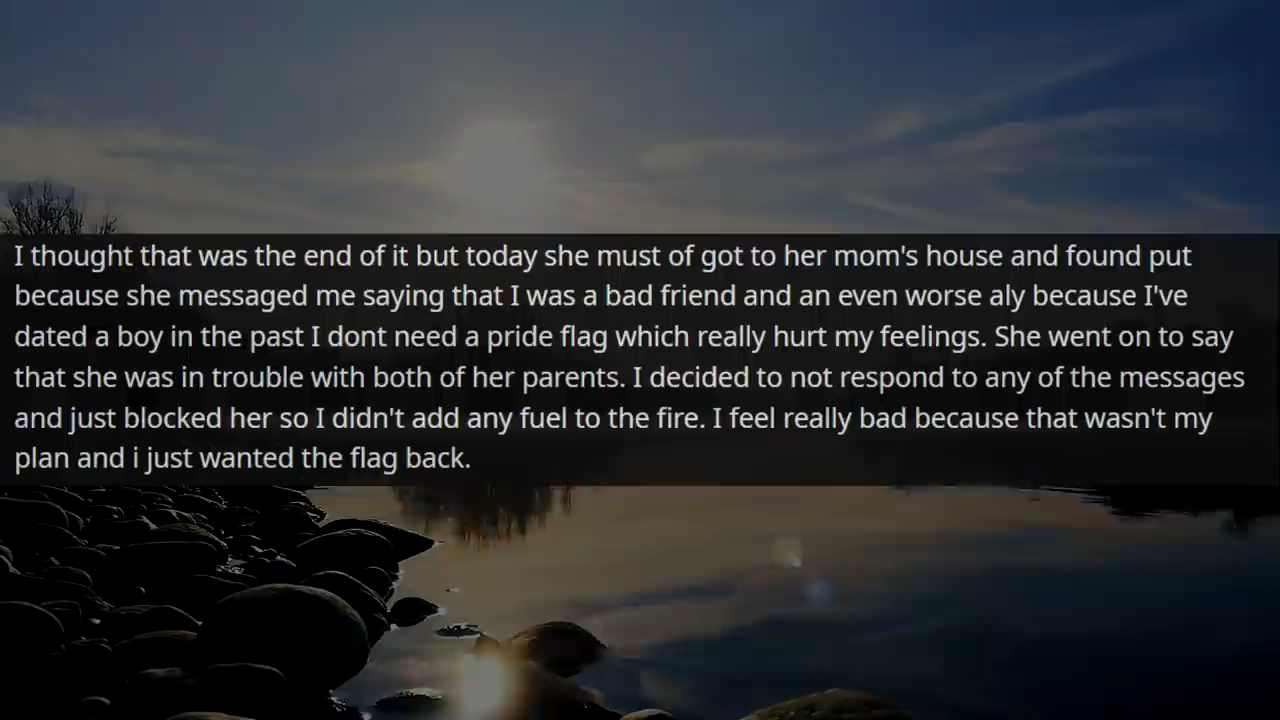 I thought that was the end of it but today she must of got to her mom's house and found put
because she messaged me saying that I was a bad friend and an even worse aly because I've
dated a boy in the past I dont need a pride flag which really hurt my feelings. She went on to say
that she was in trouble with both of her parents. I decided to not respond to any of the messages
and just blocked her so I didn't add any fuel to the fire. I feel really bad because that wasn't my
plan and i just wanted the flag back.